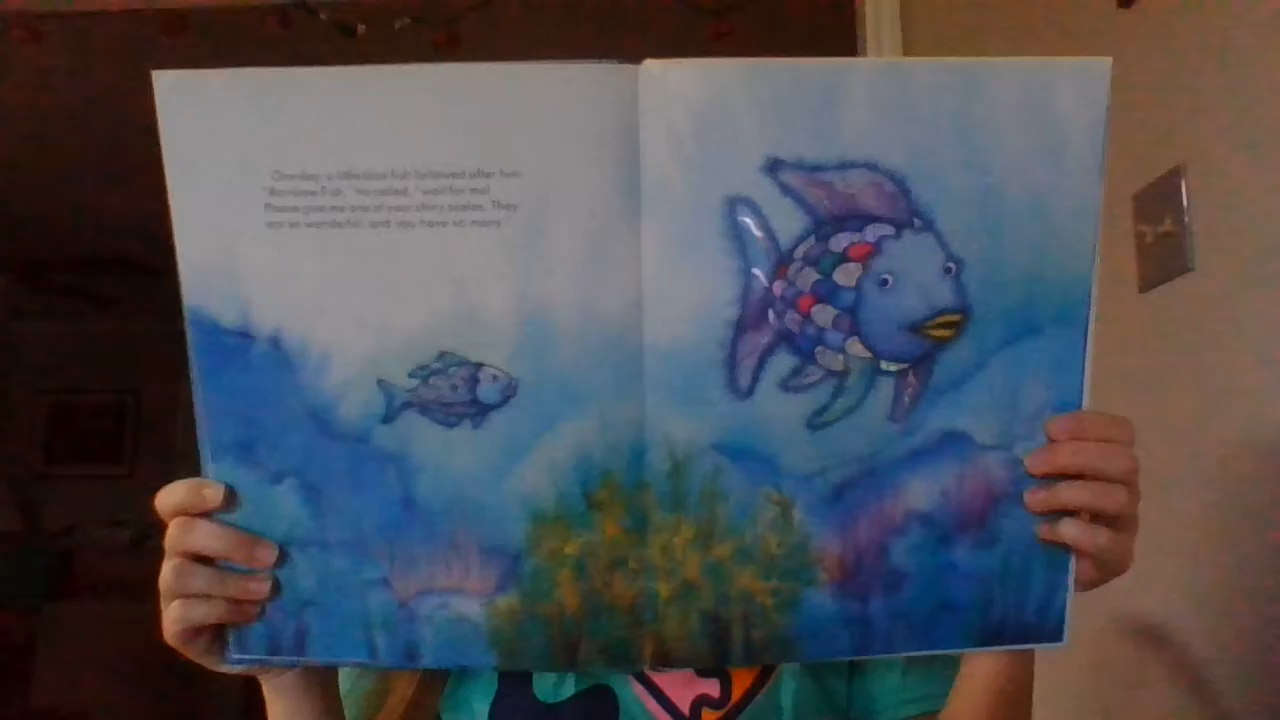 One day, a little blue fish followed after him.
"Rainbow Fish," he called, "wait for me!
Please give me one of your shiny scales. They
are so wonderful, and you have so many."